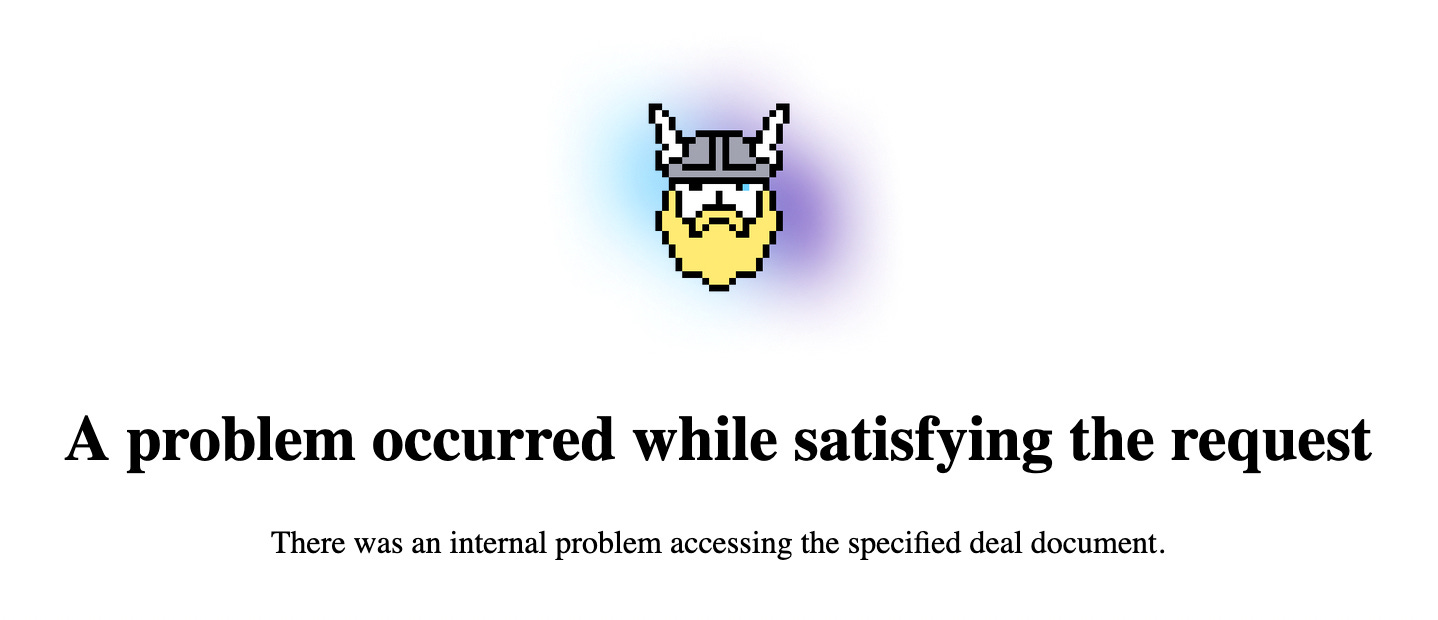 A problem occurred while satisfying the request
There was an internal problem accessing the specified deal document.